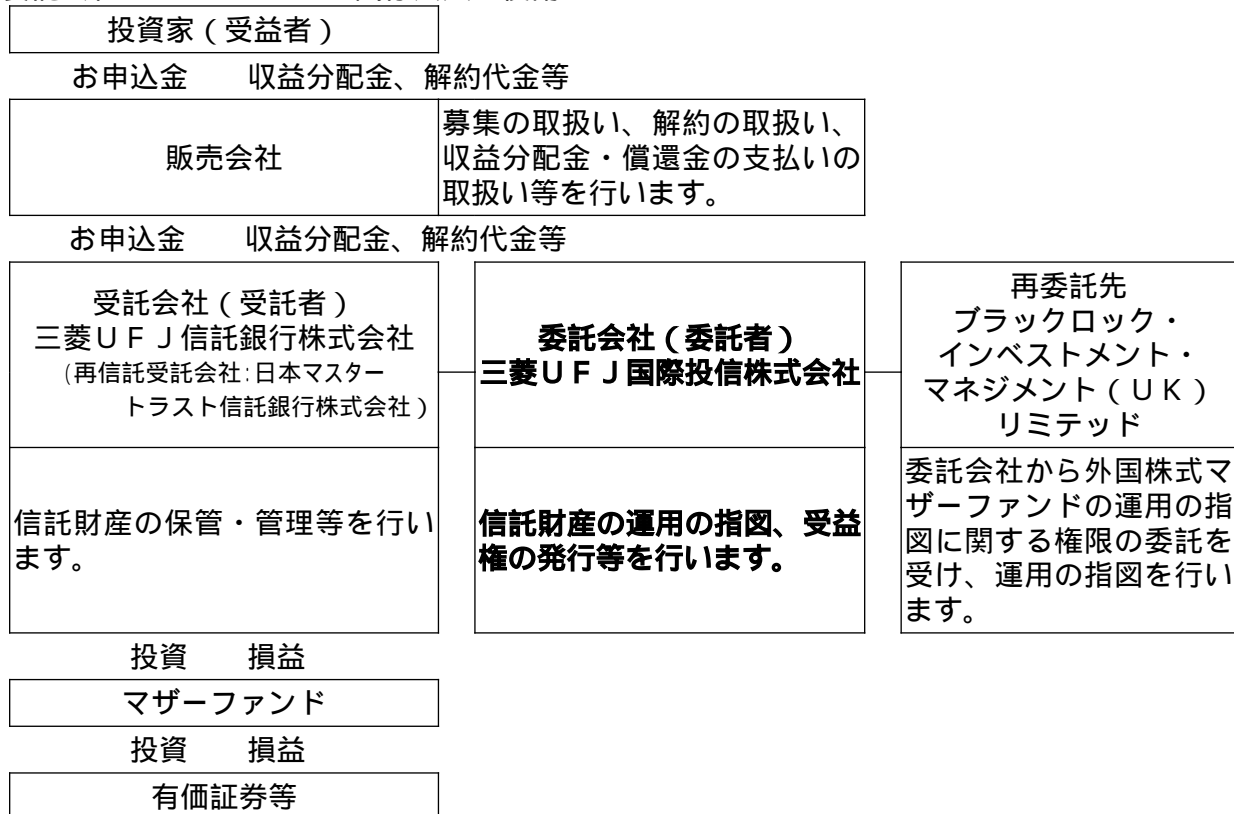 投資家（受益者）
お申込金　収益分配金、解約代金等
販売会社
募集の取扱い、解約の取扱い、
収益分配金・償還金の支払いの
取扱い等を行います。
お申込金　収益分配金、解約代金等
受託会社（受託者）
三菱ＵＦＪ信託銀行株式会社
（再信託受託会社：日本マスター
トラスト信託銀行株式会社）
委託会社（委託者）
三菱ＵＦＪ国際投信株式会社
再委託先
ブラックロック・
インベストメント・
マネジメント（ＵＫ）
リミテッド
信託財産の保管・管理等を行い
ます。
信託財産の運用の指図、受益
権の発行等を行います。
委託会社から外国株式マ
ザーファンドの運用の指
図に関する権限の委託を
受け、運用の指図を行い
ます。
投資　損益
マザーファンド
投資　損益
有価証券等